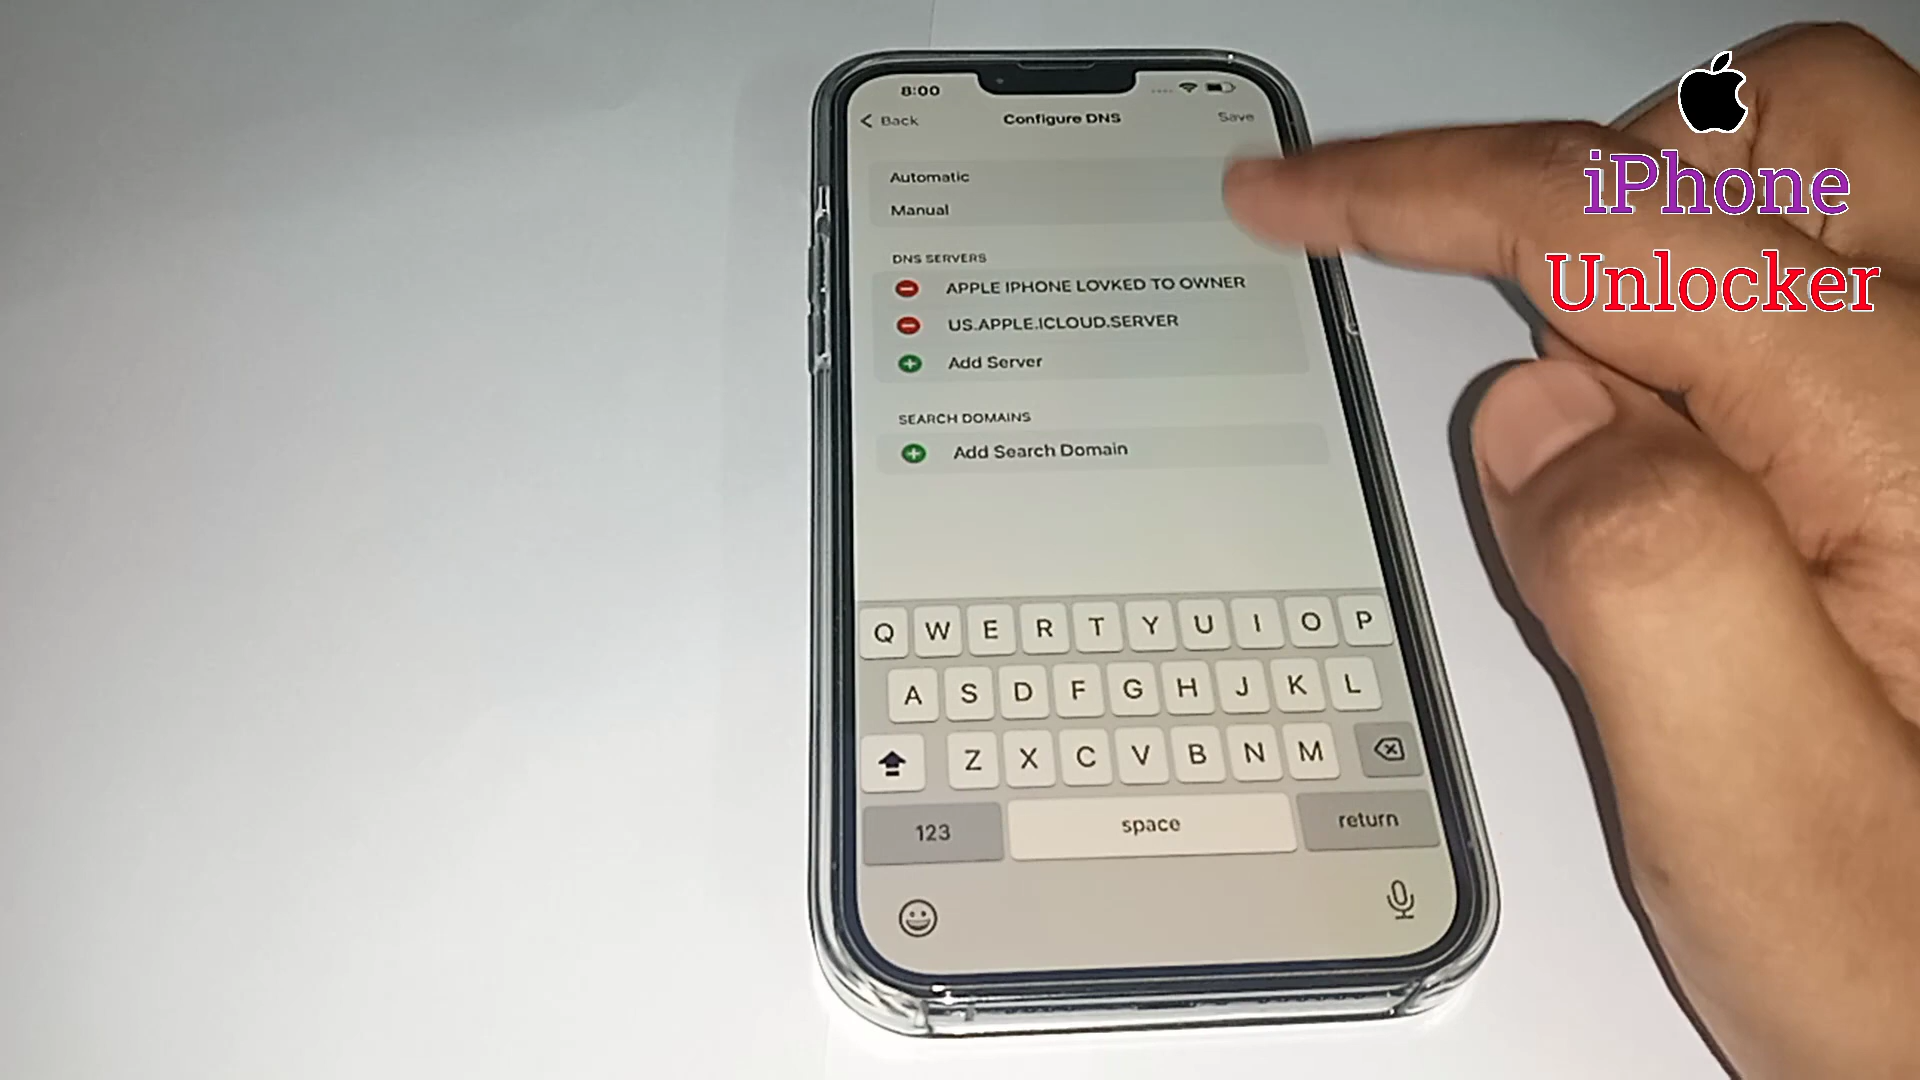 8:00
Back
Configure DNS
Save
Automatic
Manual
DNS SERVERS
APPLE IPHONE LOVKED TO OWNER
US.APPLE.ICLOUD.SERVER
Add Server
SEARCH DOMAINS
Add Search Domain
Q W E R T Y U I O P
A S D F G H J K L
Z X C V B N M
123
space
return
iPhone
Unlocker